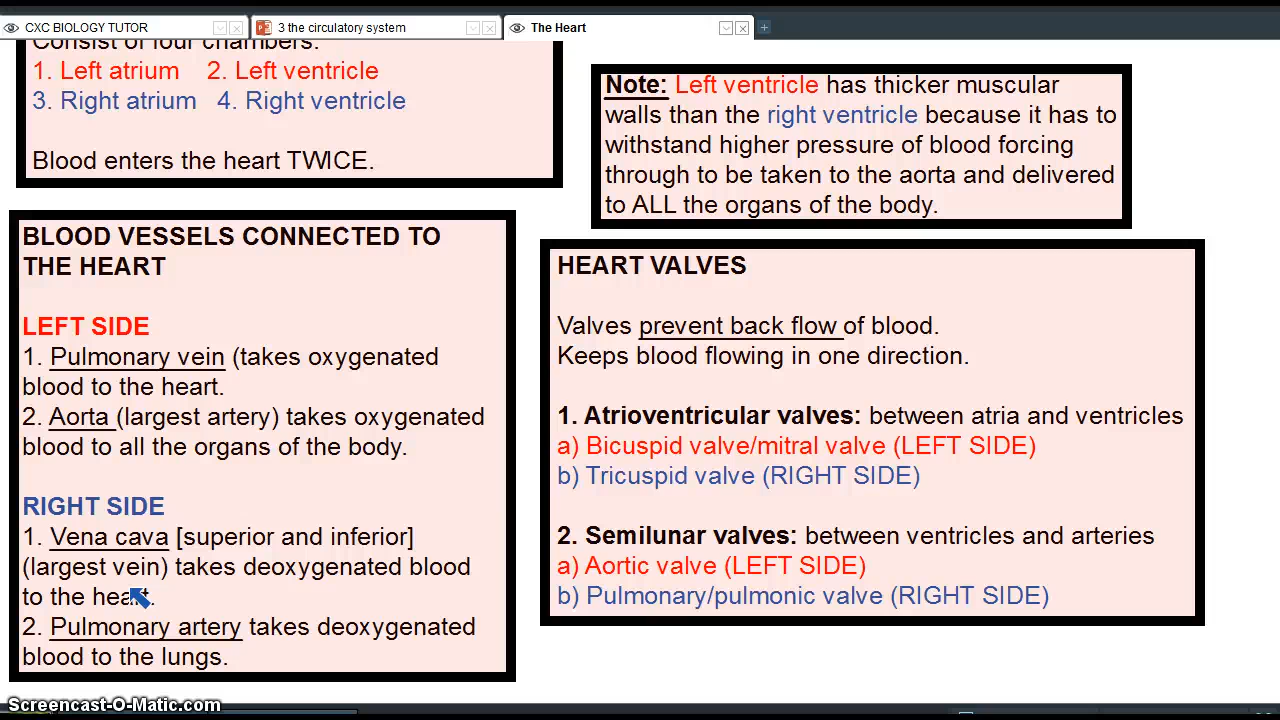 CXC BIOLOGY TUTOR
3 the circulatory system
The Heart
Consist of four chambers:
1. Left atrium 2. Left ventricle
3. Right atrium 4. Right ventricle
Blood enters the heart TWICE.
Note: Left ventricle has thicker muscular
walls than the right ventricle because it has to
withstand higher pressure of blood forcing
through to be taken to the aorta and delivered
to ALL the organs of the body.
BLOOD VESSELS CONNECTED TO
THE HEART
LEFT SIDE
1. Pulmonary vein (takes oxygenated
blood to the heart.
2. Aorta (largest artery) takes oxygenated
blood to all the organs of the body.
RIGHT SIDE
1. Vena cava [superior and inferior]
(largest vein) takes deoxygenated blood
to the heart.
2. Pulmonary artery takes deoxygenated
blood to the lungs.
HEART VALVES
Valves prevent back flow of blood.
Keeps blood flowing in one direction.
1. Atrioventricular valves: between atria and ventricles
a) Bicuspid valve/mitral valve (LEFT SIDE)
b) Tricuspid valve (RIGHT SIDE)
2. Semilunar valves: between ventricles and arteries
a) Aortic valve (LEFT SIDE)
b) Pulmonary/pulmonic valve (RIGHT SIDE)
Screencast-O-Matic.com